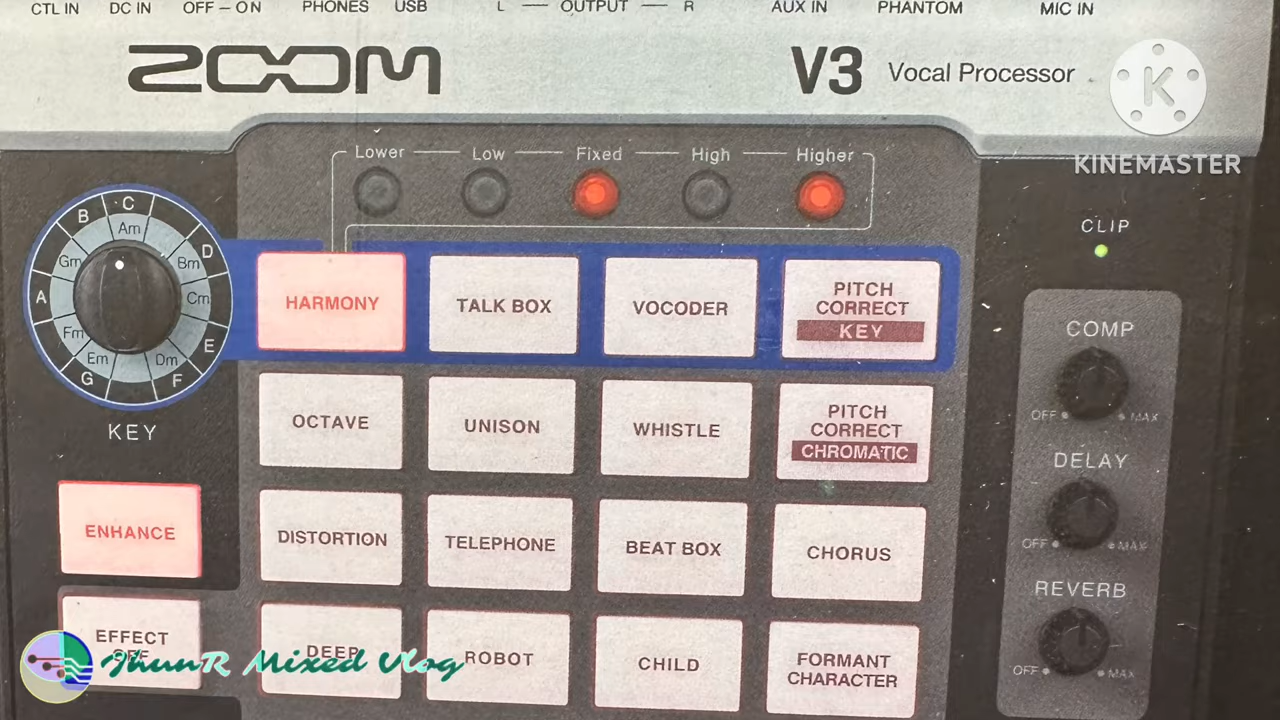 CTL IN DC IN OFF – ON PHONES USB L — OUTPUT — R AUX IN PHANTOM MIC IN
ZOOM V3 Vocal Processor
K
KINEMASTER
Lower Low Fixed High Higher
CLIP
C
B
Am
D
Gm
Bm
A
Cm
Fm
E
Em
Dm
G
F
KEY
HARMONY TALK BOX VOCODER PITCH CORRECT KEY
OCTAVE UNISON WHISTLE PITCH CORRECT CHROMATIC
ENHANCE
DISTORTION TELEPHONE BEAT BOX CHORUS
EFFECT OFF
DEEP ROBOT CHILD FORMANT CHARACTER
COMP
OFF MAX
DELAY
OFF MAX
REVERB
OFF MAX
JhunR Mixed Vlog